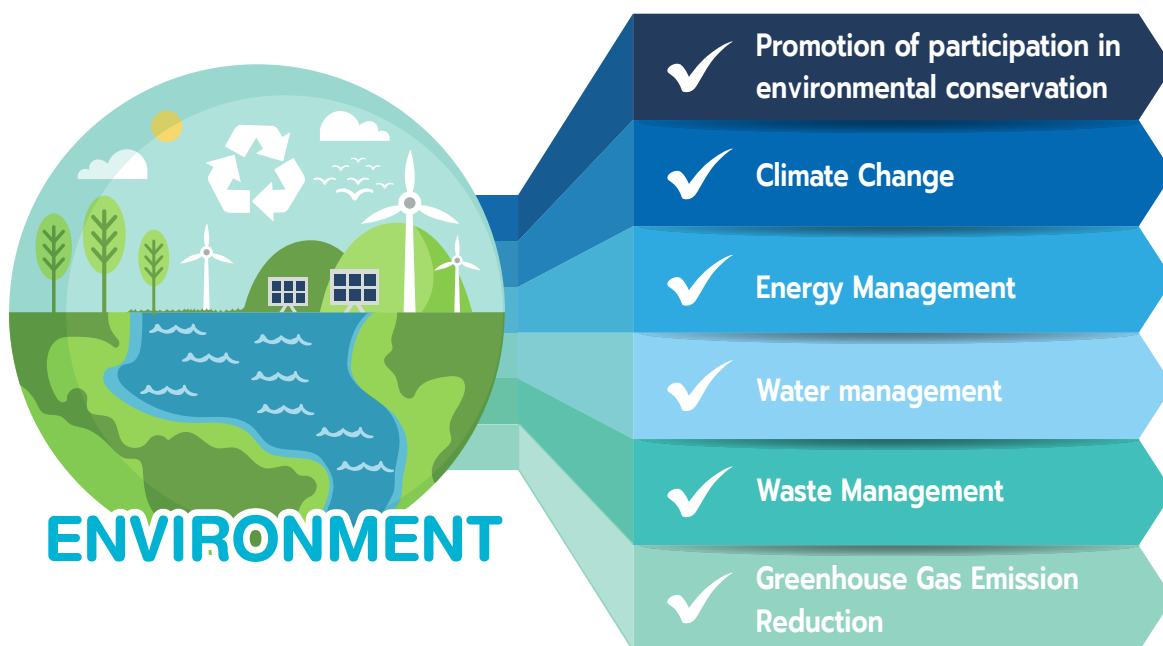 Promotion of participation in
environmental conservation
Climate Change
Energy Management
Water management
Waste Management
Greenhouse Gas Emission
Reduction
ENVIRONMENT